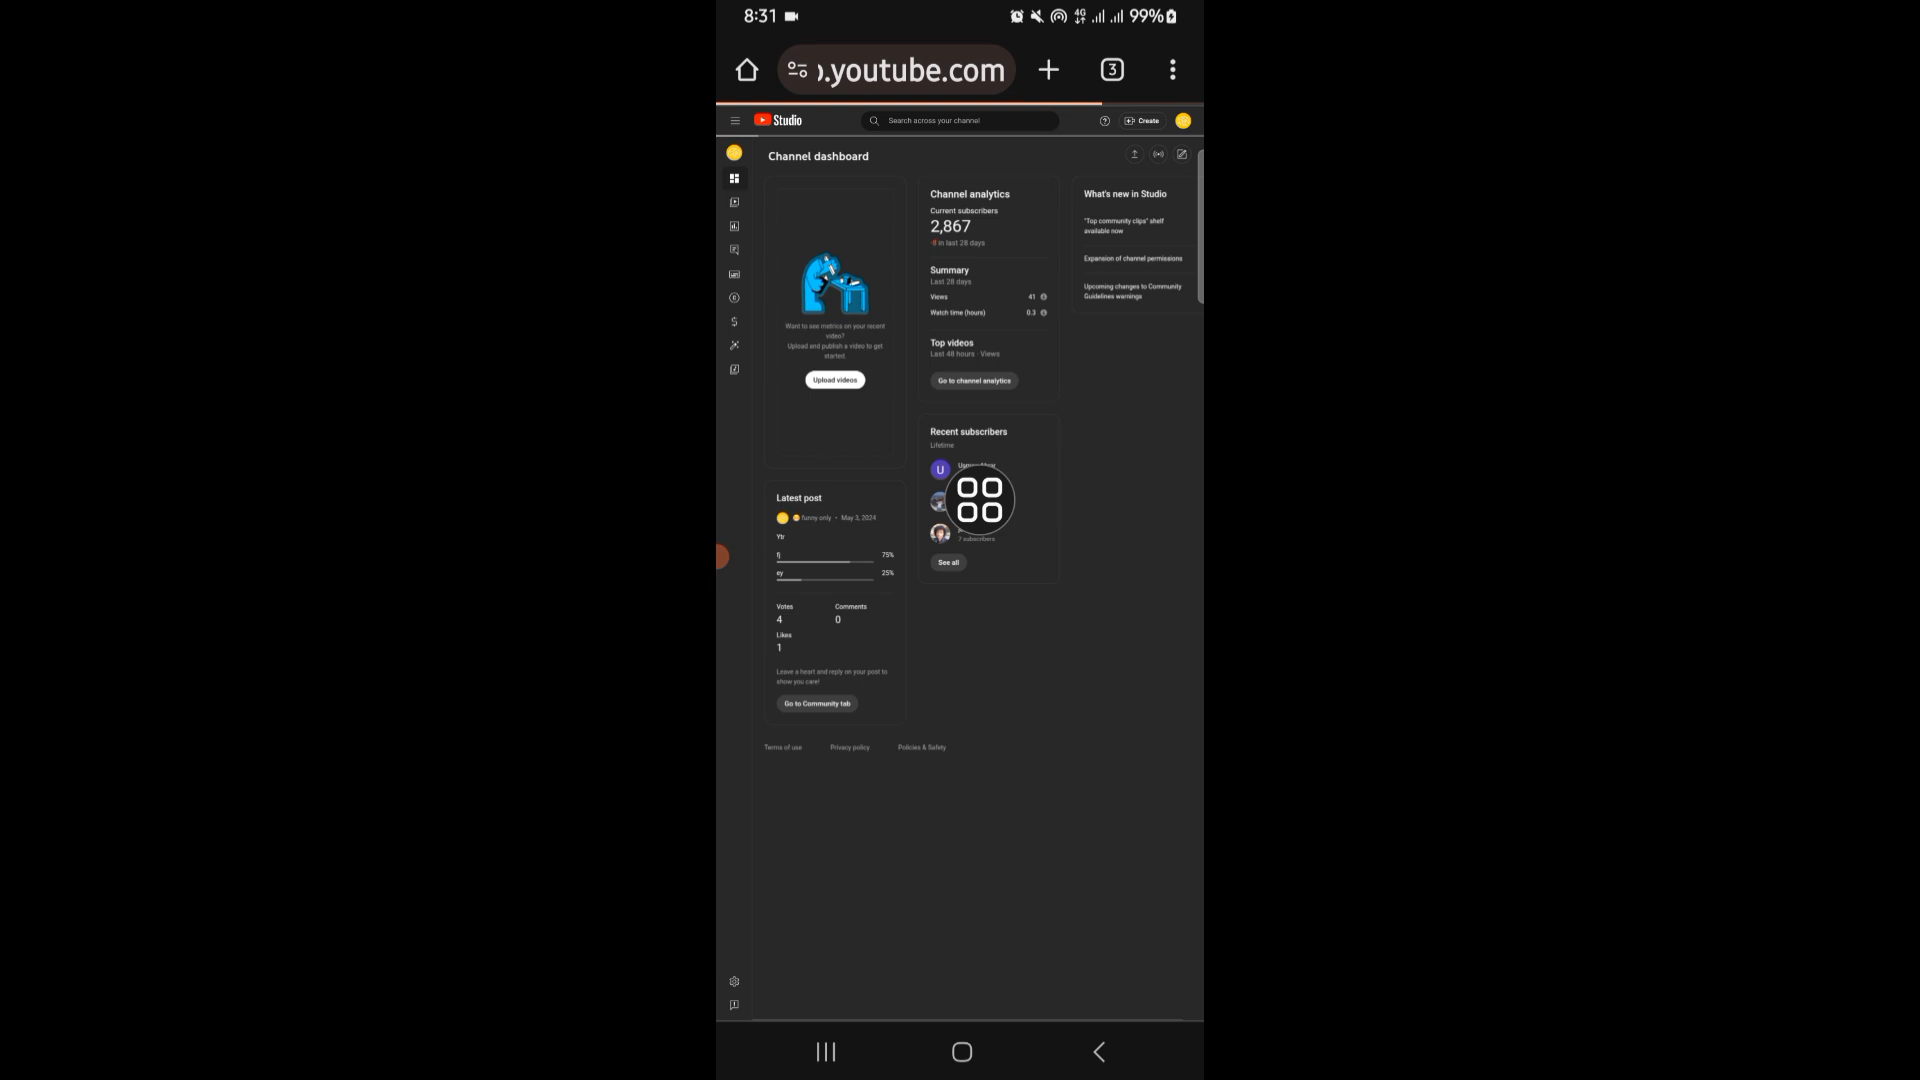 8:31
4G
99%
.youtube.com
3
Studio
Search across your channel
Create
Channel dashboard
Want to see metrics on your recent
video?
Upload and publish a video to get
started.
Upload videos
Channel analytics
Current subscribers
2,867
-8 in last 28 days
Summary
Last 28 days
Views 41
Watch time (hours) 0.3
Top videos
Last 48 hours · Views
Go to channel analytics
What's new in Studio
"Top community clips" shelf
available now
Expansion of channel permissions
Upcoming changes to Community
Guidelines warnings
Recent subscribers
Lifetime
U
7 subscribers
See all
Latest post
funny only • May 3, 2024
Ytr
fj 75%
ey 25%
Votes Comments
4 0
Likes
1
Leave a heart and reply on your post to
show you care!
Go to Community tab
Terms of use Privacy policy Policies & Safety